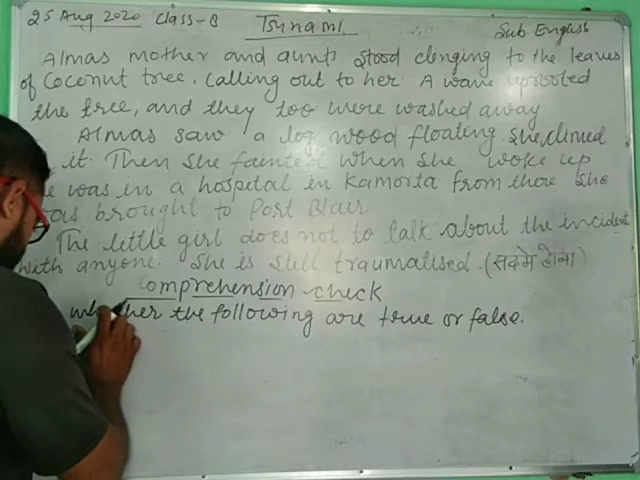 25 Aug 2020 Class-8 Tsunami Sub. English
Almas mother and aunts stood clinging to the leaves
of Coconut tree, Calling out to her. A wave uprooted
the tree, and they too were washed away
Almas saw a log wood floating. She climed
it. Then She fainted when she woke up
was in a hospital in Kamorta from there She
was brought to Port Blair
The little girl does not to talk about the incident
with anyone. She is still traumatised. (सदमे होना)
Comprehension check
whether the following are true or false.